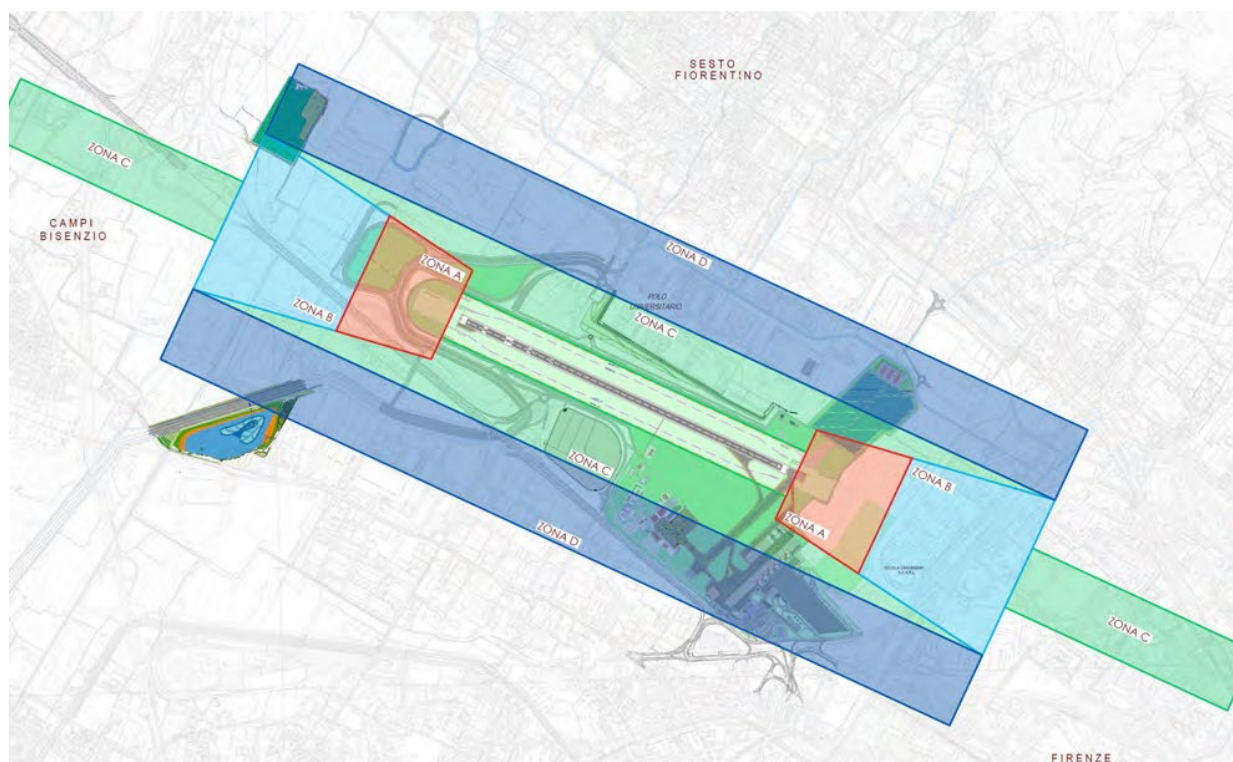 SESTO
FIORENTINO
ZONA C
CAMPI
BISENZIO
ZONA A
ZONA D
ZONA B
POLO
UNIVERSITARIO
ZONA C
ZONA C
ZONA B
ZONA A
ZONA D
ZONA C
FIRENZE